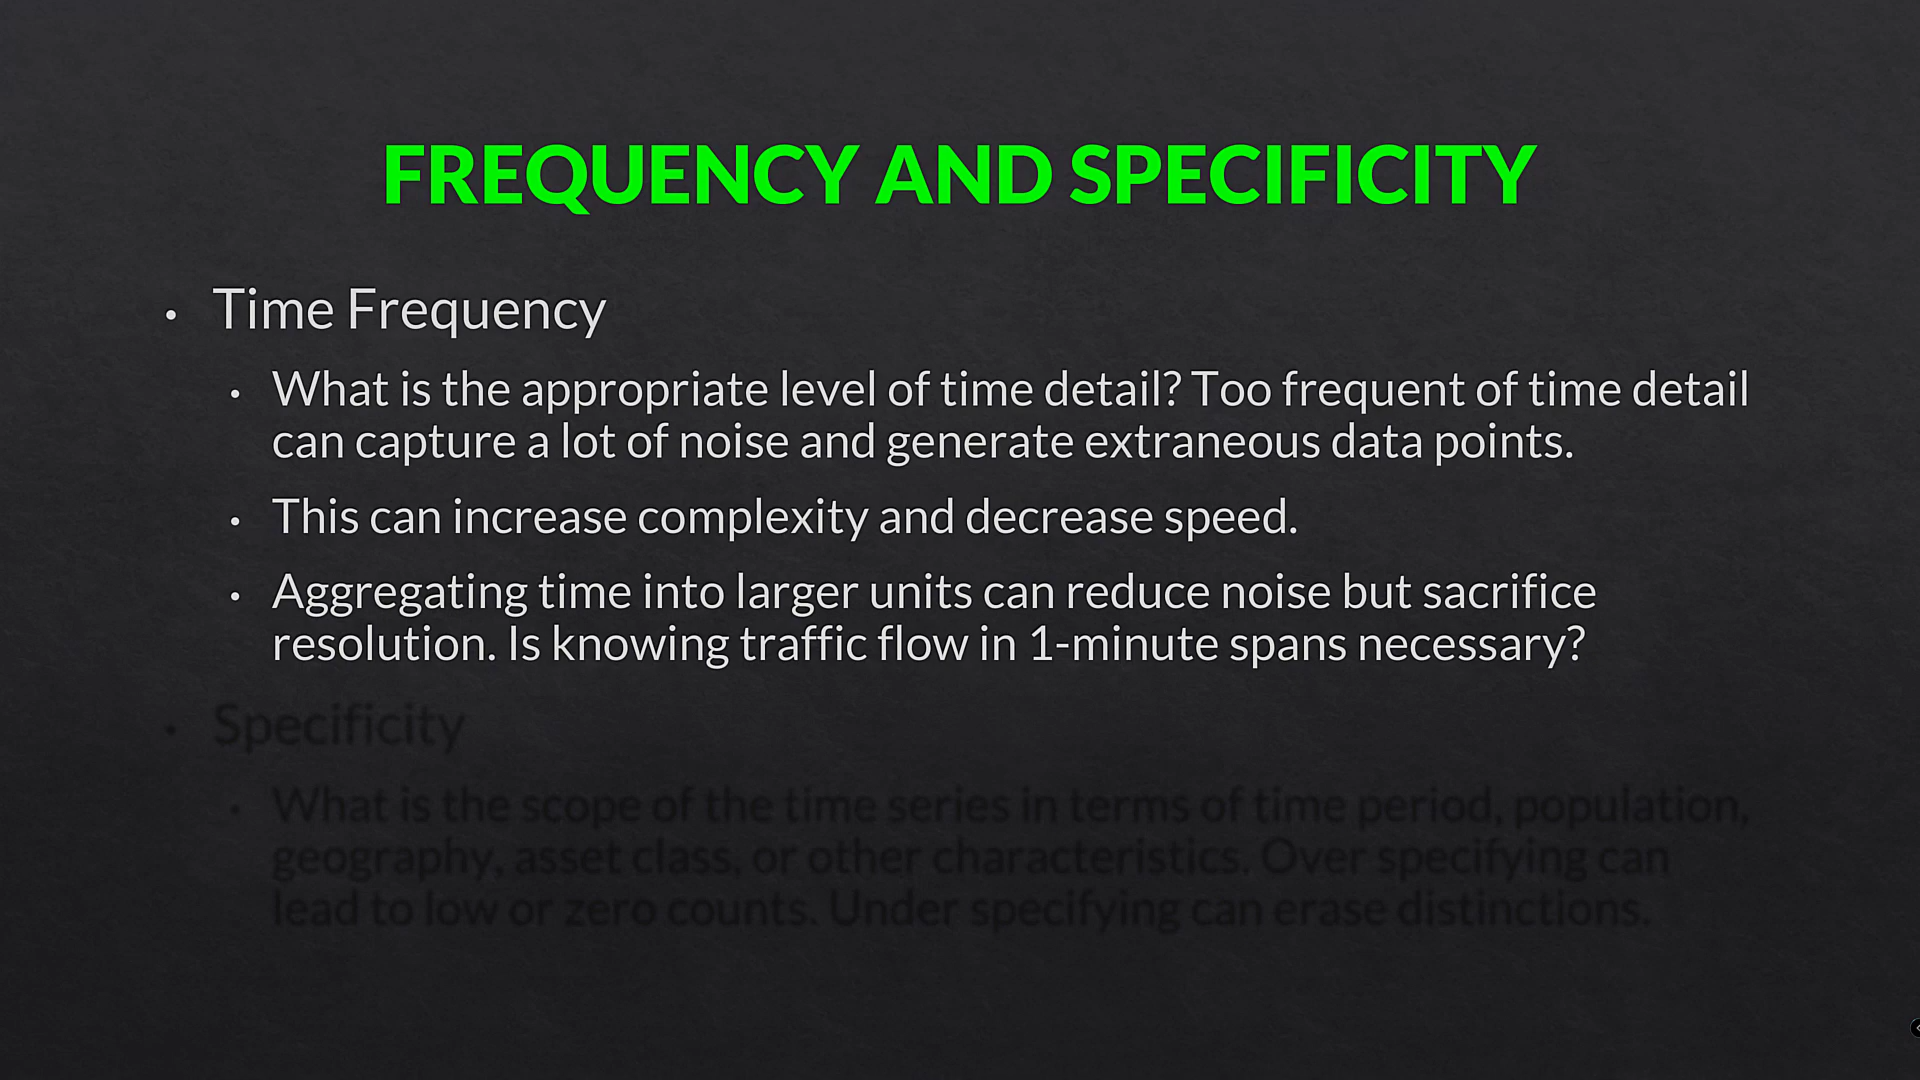 FREQUENCY AND SPECIFICITY
• Time Frequency
• What is the appropriate level of time detail? Too frequent of time detail
can capture a lot of noise and generate extraneous data points.
• This can increase complexity and decrease speed.
• Aggregating time into larger units can reduce noise but sacrifice
resolution. Is knowing traffic flow in 1-minute spans necessary?
• Specificity
• What is the scope of the time series in terms of time period, population,
geography, asset class, or other characteristics. Over specifying can
lead to low or zero counts. Under specifying can erase distinctions.